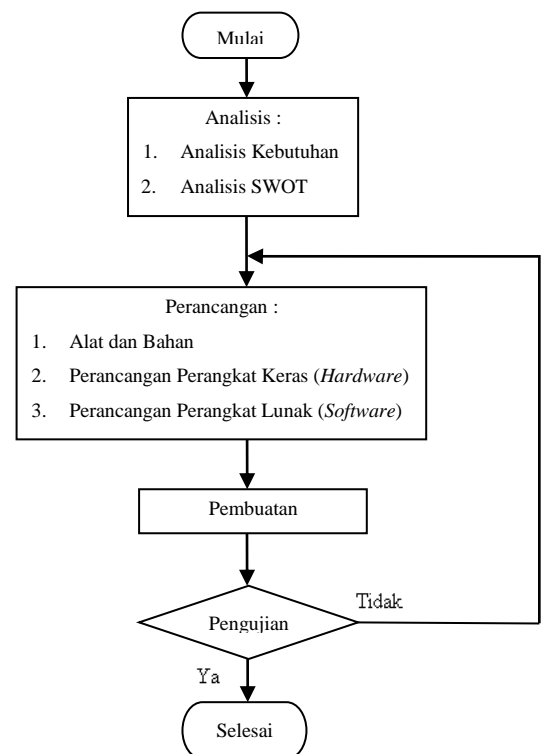 Mulai
Analisis :
1. Analisis Kebutuhan
2. Analisis SWOT
Perancangan :
1. Alat dan Bahan
2. Perancangan Perangkat Keras (Hardware)
3. Perancangan Perangkat Lunak (Software)
Pembuatan
Pengujian
Tidak
Ya
Selesai